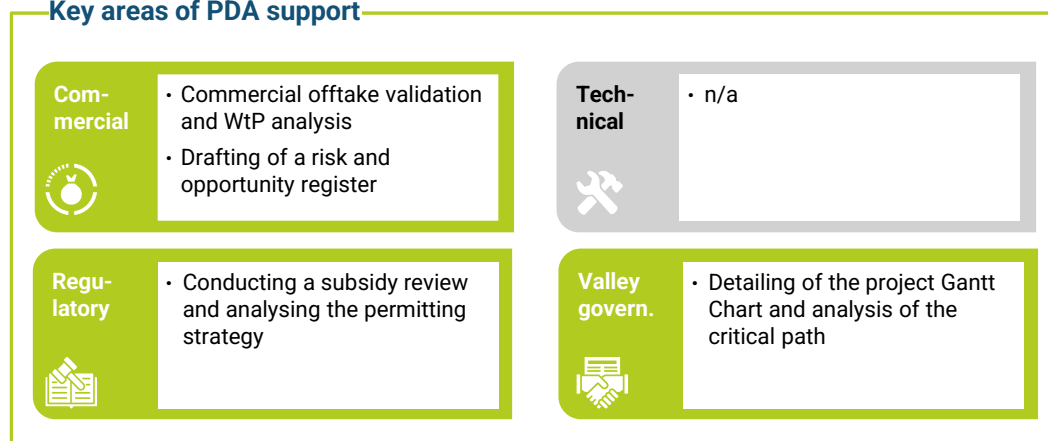 Key areas of PDA support
Com-
mercial
· Commercial offtake validation
and WtP analysis
· Drafting of a risk and
opportunity register
Tech-
nical
· n/a
Regu-
latory
· Conducting a subsidy review
and analysing the permitting
strategy
Valley
govern.
· Detailing of the project Gantt
Chart and analysis of the
critical path